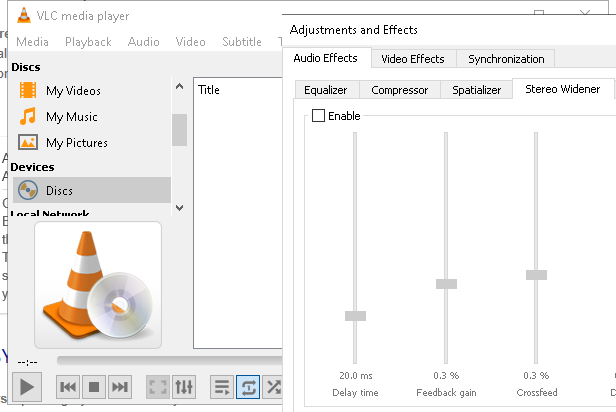 VLC media player
Media Playback Audio Video Subtitle
Discs
My Videos
My Music
My Pictures
Devices
Discs
Local Network
Title
--:--
Adjustments and Effects
Audio Effects Video Effects Synchronization
Equalizer Compressor Spatializer Stereo Widener
Enable
20.0 ms 0.3 % 0.3 %
Delay time Feedback gain Crossfeed D